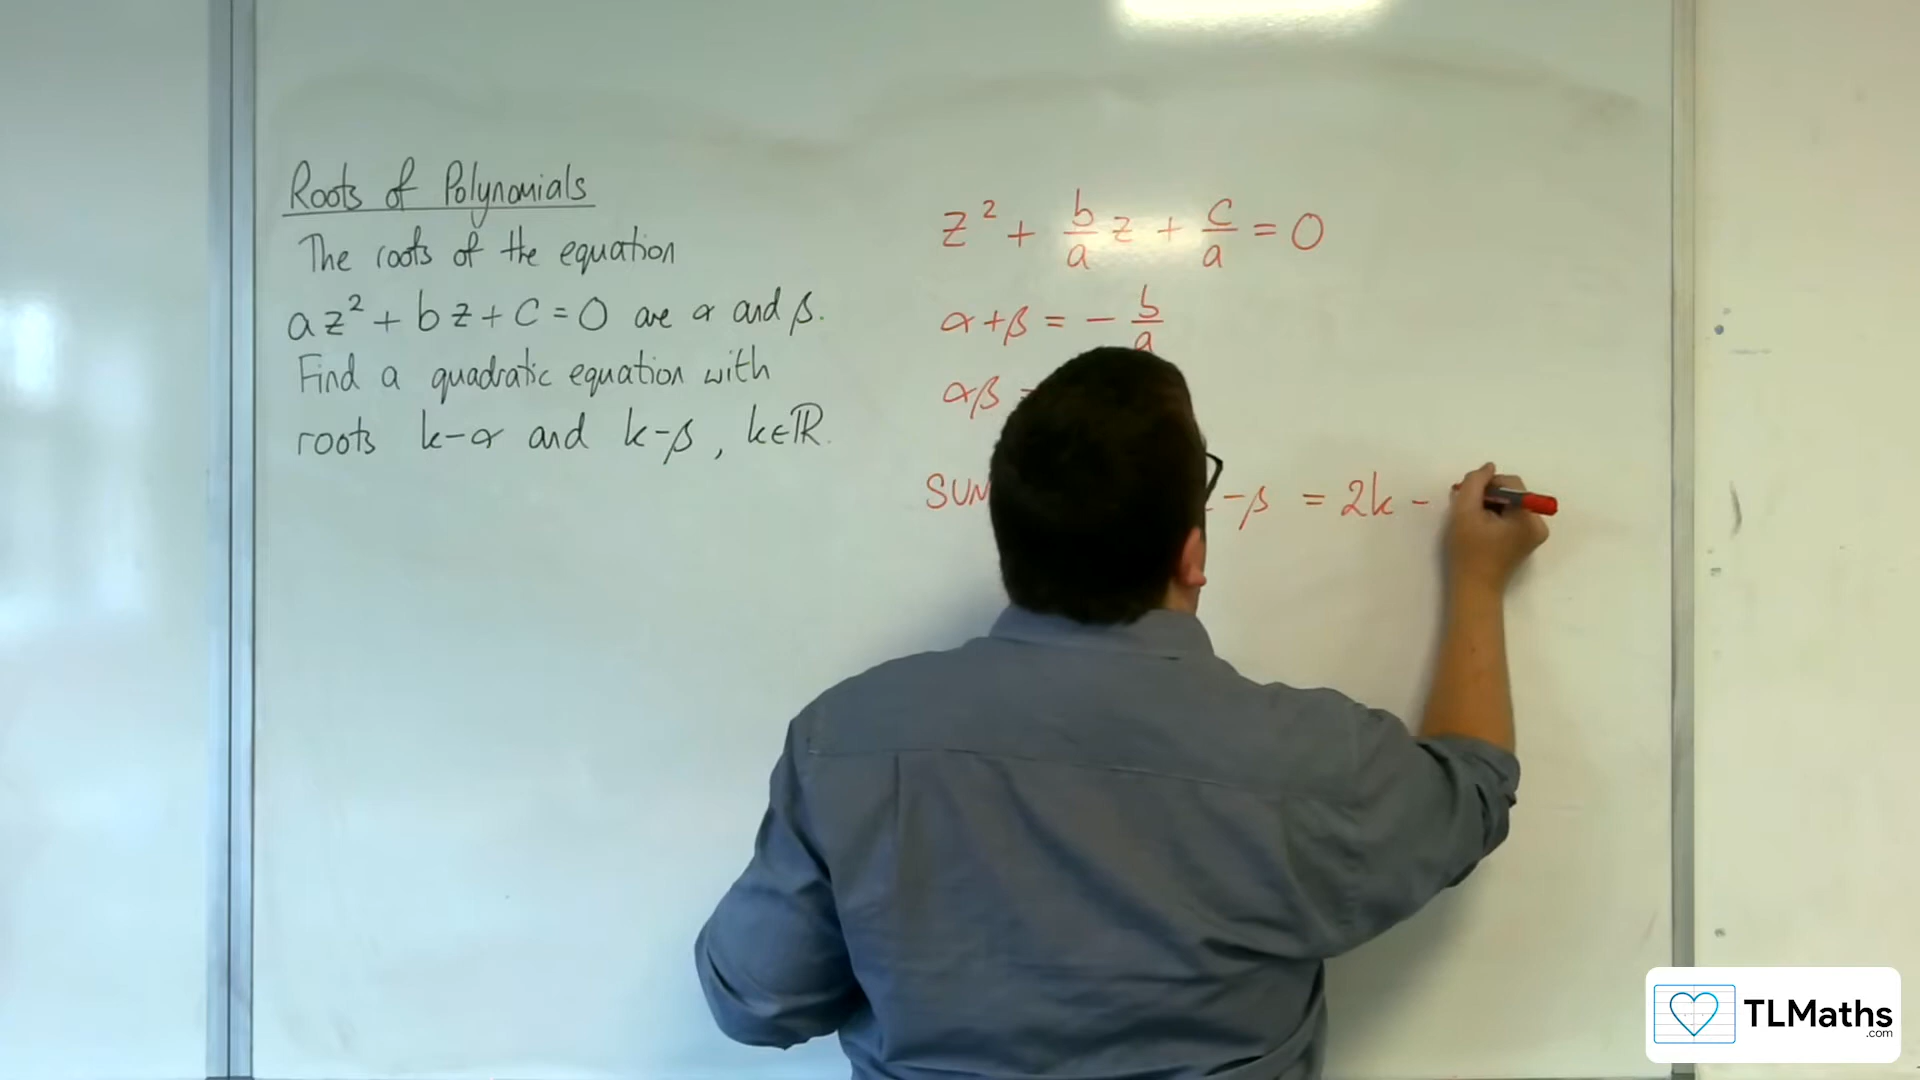 Roots of Polynomials
The roots of the equation
az² + bz + c = 0 are α and β.
Find a quadratic equation with
roots k-α and k-β, k∈ℝ.
z² + b/a z + c/a = 0
α+β = - b/a
αβ =
SUM -β = 2k -
TLMaths
.com